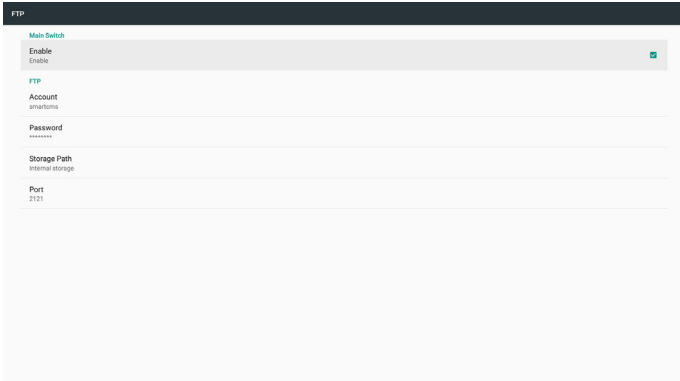 FTP
Main Switch
Enable
Enable
FTP
Account
smartcms
Password
********
Storage Path
Internal storage
Port
2121